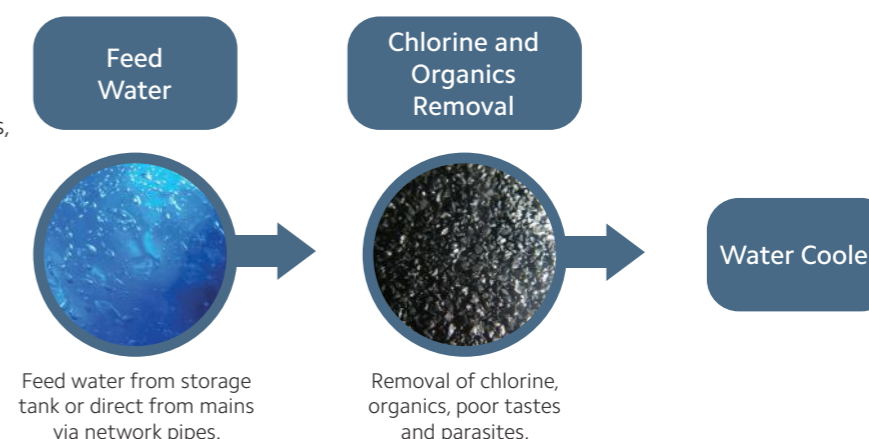 Feed
Water
Chlorine and
Organics
Removal
s,
Water Coole
Feed water from storage
tank or direct from mains
via network pipes.
Removal of chlorine,
organics, poor tastes
and parasites.